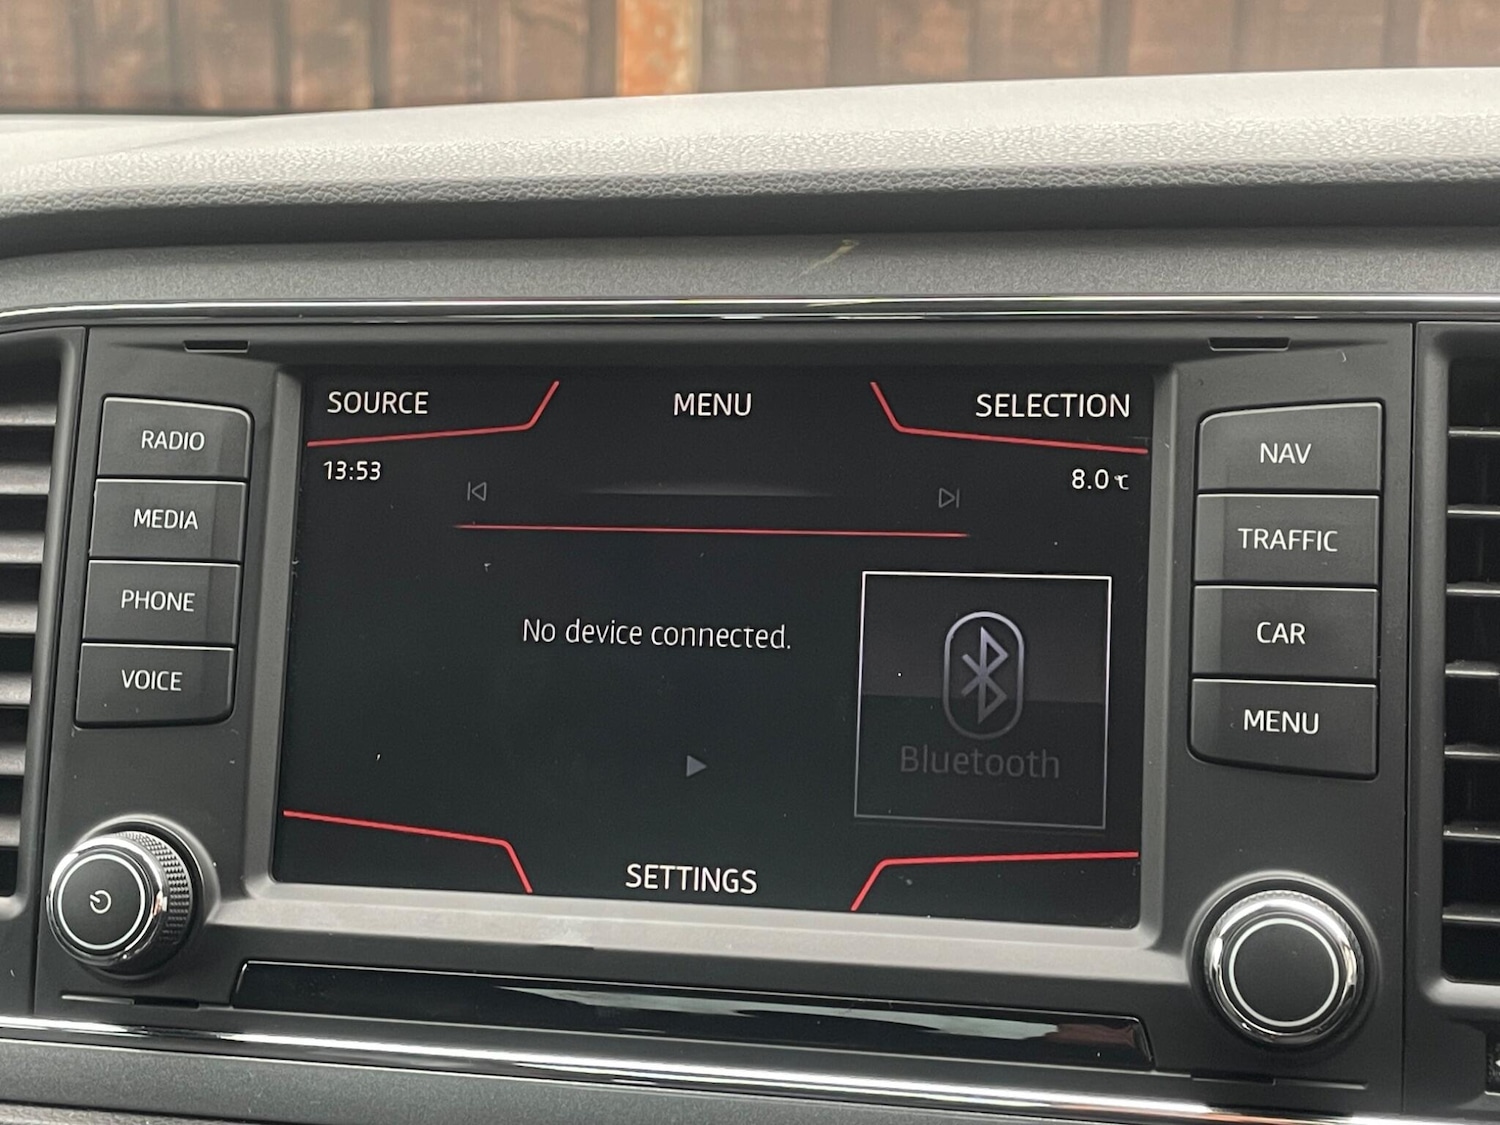 SOURCE
MENU
SELECTION
13:53
8.0 °C
No device connected.
Bluetooth
SETTINGS
RADIO
MEDIA
PHONE
VOICE
NAV
TRAFFIC
CAR
MENU